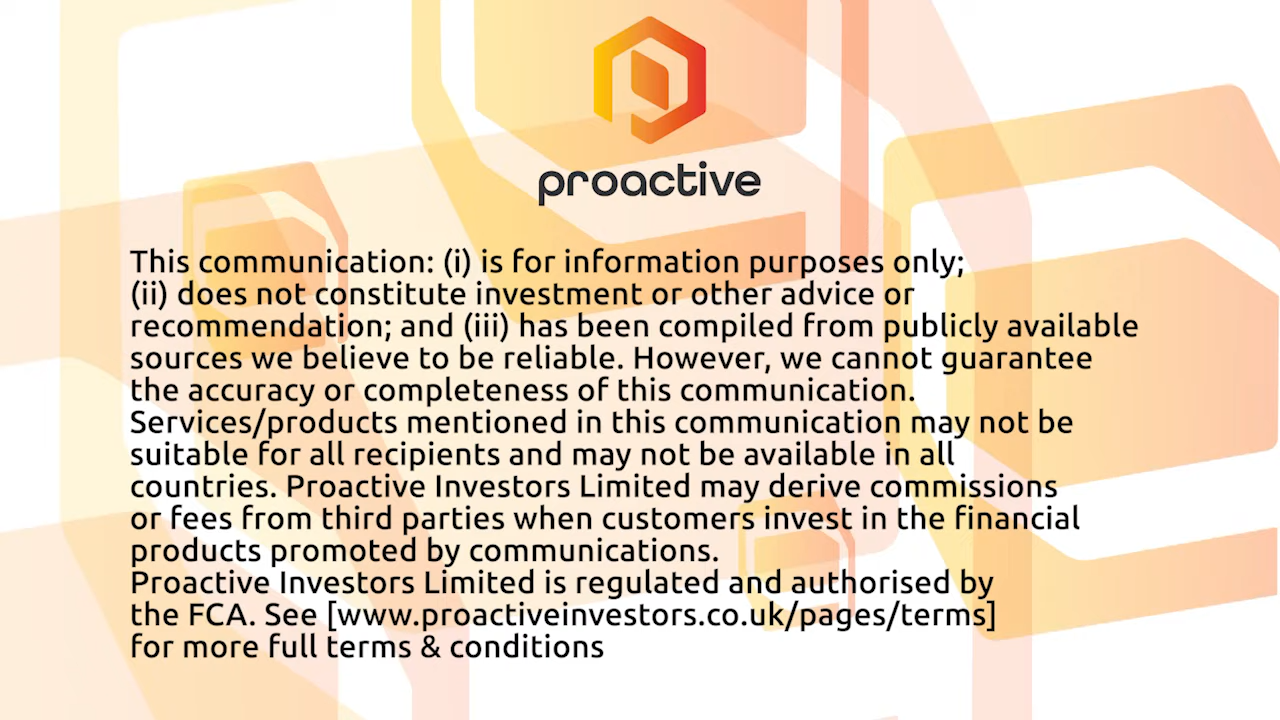 proactive
This communication: (i) is for information purposes only;
(ii) does not constitute investment or other advice or
recommendation; and (iii) has been compiled from publicly available
sources we believe to be reliable. However, we cannot guarantee
the accuracy or completeness of this communication.
Services/products mentioned in this communication may not be
suitable for all recipients and may not be available in all
countries. Proactive Investors Limited may derive commissions
or fees from third parties when customers invest in the financial
products promoted by communications.
Proactive Investors Limited is regulated and authorised by
the FCA. See [www.proactiveinvestors.co.uk/pages/terms]
for more full terms & conditions